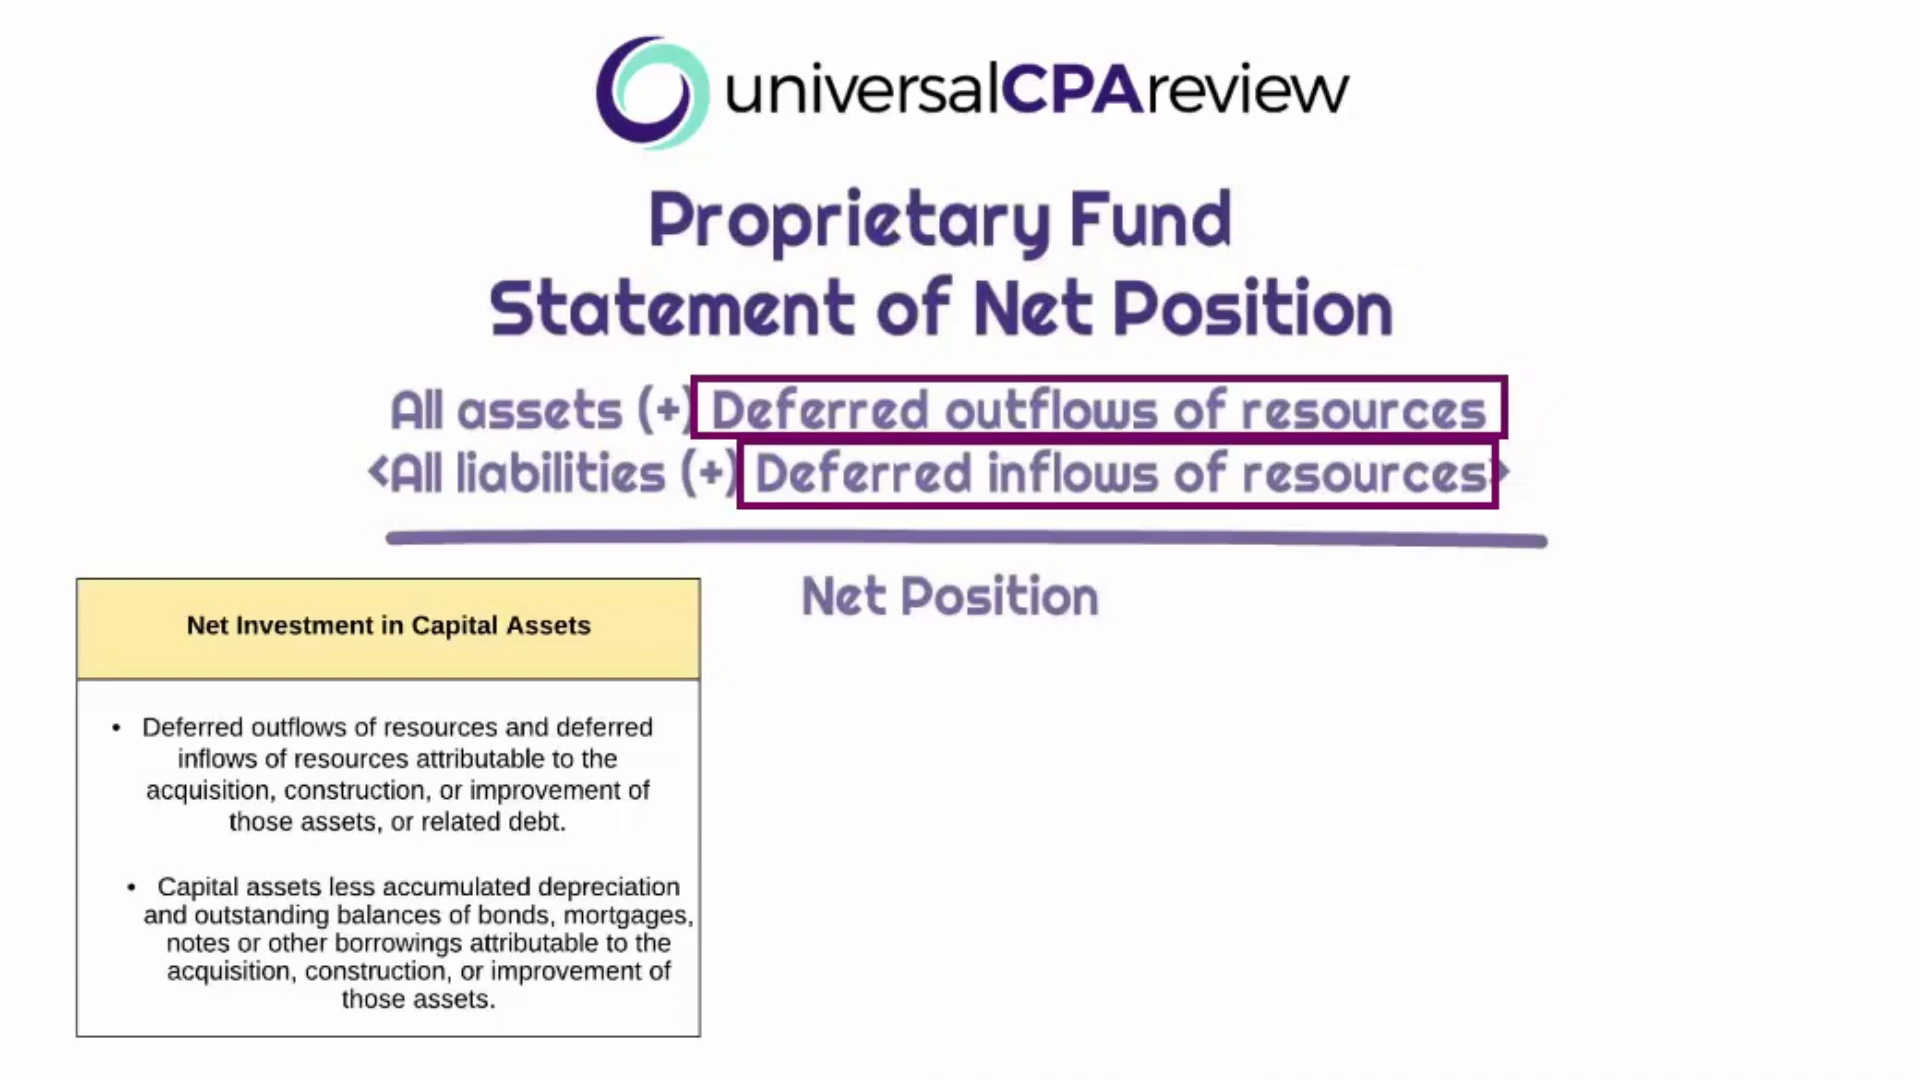 universalCPAreview
Proprietary Fund
Statement of Net Position
All assets (+) Deferred outflows of resources
<All liabilities (+) Deferred inflows of resources>
Net Position
Net Investment in Capital Assets
• Deferred outflows of resources and deferred
inflows of resources attributable to the
acquisition, construction, or improvement of
those assets, or related debt.
• Capital assets less accumulated depreciation
and outstanding balances of bonds, mortgages,
notes or other borrowings attributable to the
acquisition, construction, or improvement of
those assets.